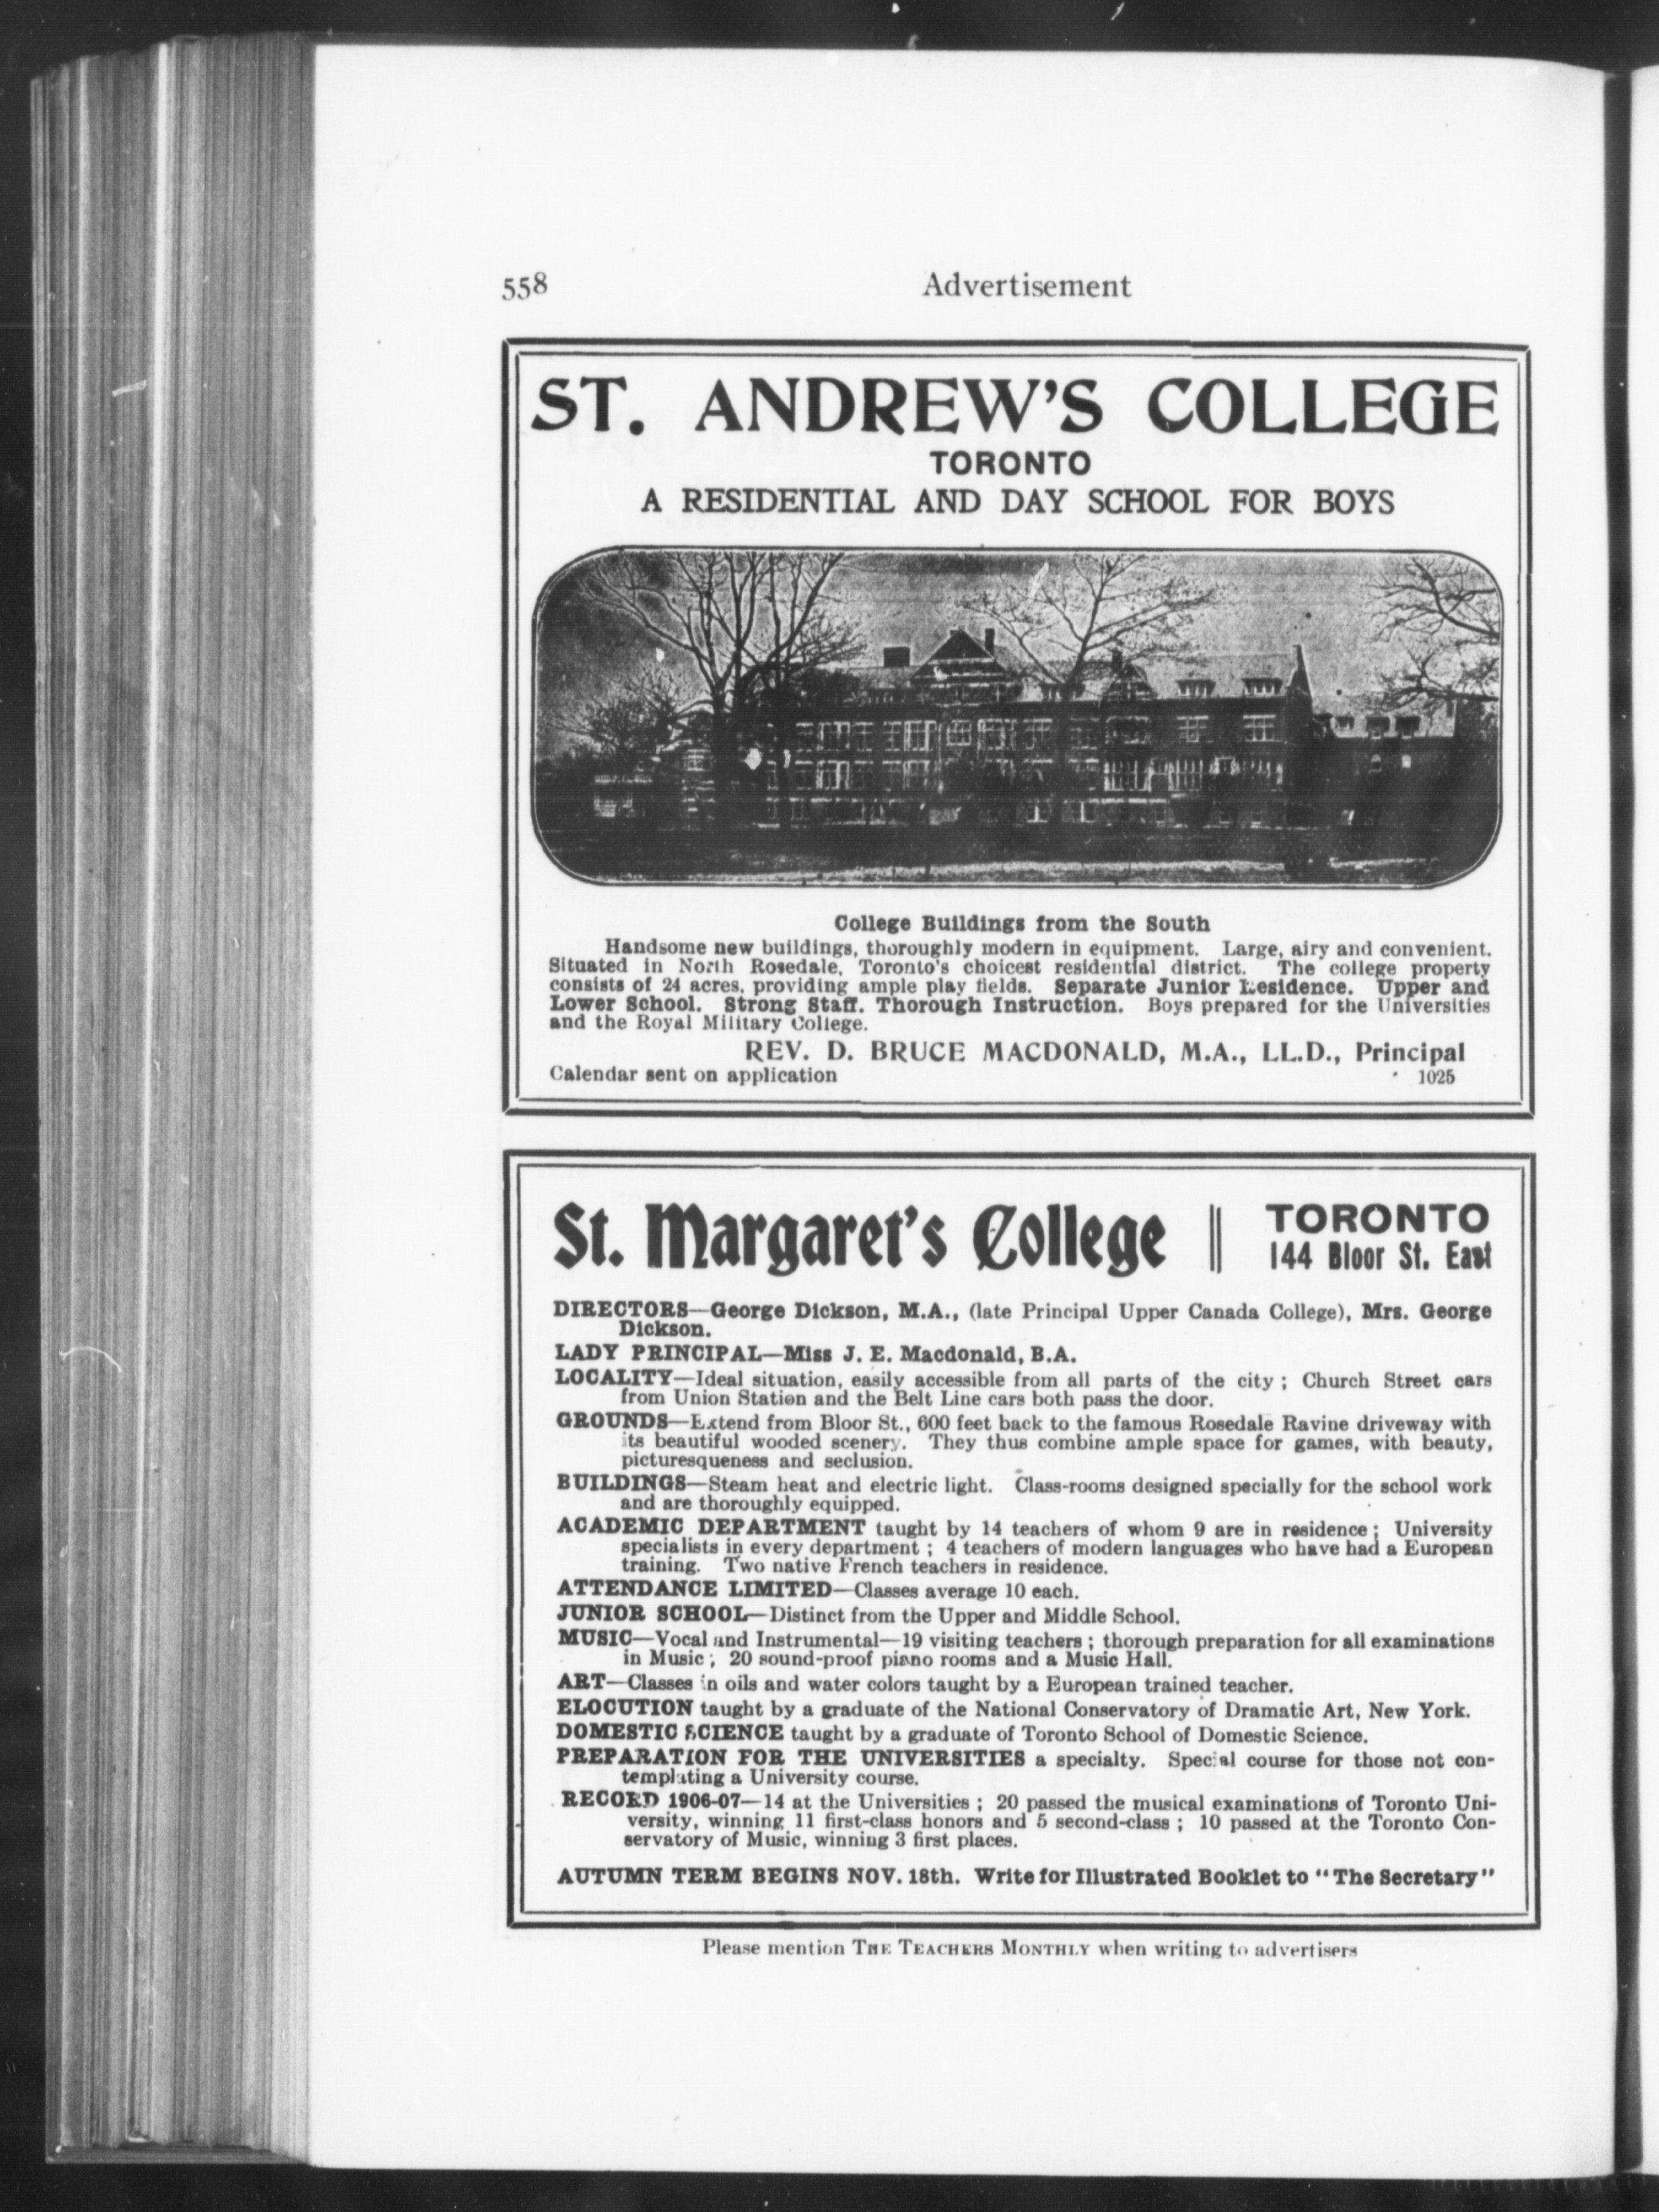 558
Advertisement
ST. ANDREW'S COLLEGE
TORONTO
A RESIDENTIAL AND DAY SCHOOL FOR BOYS
College Buildings from the South
Handsome new buildings, thoroughly modern in equipment. Large, airy and convenient.
Situated in North Rosedale, Toronto's choicest residential district. The college property
consists of 24 acres, providing ample play fields. Separate Junior Residence. Upper and
Lower School. Strong Staff. Thorough Instruction. Boys prepared for the Universities
and the Royal Military College.
REV. D. BRUCE MACDONALD, M.A., LL.D., Principal
Calendar sent on application
1025
St. Margaret's College
TORONTO
144 Bloor St. East
DIRECTORS—George Dickson, M.A., (late Principal Upper Canada College), Mrs. George
Dickson.
LADY PRINCIPAL—Miss J. E. Macdonald, B.A.
LOCALITY—Ideal situation, easily accessible from all parts of the city; Church Street cars
from Union Station and the Belt Line cars both pass the door.
GROUNDS—Extend from Bloor St., 600 feet back to the famous Rosedale Ravine driveway with
its beautiful wooded scenery. They thus combine ample space for games, with beauty,
picturesqueness and seclusion.
BUILDINGS—Steam heat and electric light. Class-rooms designed specially for the school work
and are thoroughly equipped.
ACADEMIC DEPARTMENT taught by 14 teachers of whom 9 are in residence; University
specialists in every department; 4 teachers of modern languages who have had a European
training. Two native French teachers in residence.
ATTENDANCE LIMITED—Classes average 10 each.
JUNIOR SCHOOL—Distinct from the Upper and Middle School.
MUSIC—Vocal and Instrumental—19 visiting teachers; thorough preparation for all examinations
in Music; 20 sound-proof piano rooms and a Music Hall.
ART—Classes in oils and water colors taught by a European trained teacher.
ELOCUTION taught by a graduate of the National Conservatory of Dramatic Art, New York.
DOMESTIC SCIENCE taught by a graduate of Toronto School of Domestic Science.
PREPARATION FOR THE UNIVERSITIES a specialty. Special course for those not con-
templating a University course.
RECORD 1906-07—14 at the Universities; 20 passed the musical examinations of Toronto Uni-
versity, winning 11 first-class honors and 5 second-class; 10 passed at the Toronto Con-
servatory of Music, winning 3 first places.
AUTUMN TERM BEGINS NOV. 18th. Write for Illustrated Booklet to "The Secretary"
Please mention THE TEACHERS MONTHLY when writing to advertisers